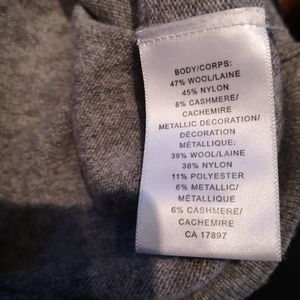 BODY/CORPS:
47% WOOL/LAINE
45% NYLON
8% CASHMERE/
CACHEMIRE
METALLIC DECORATION/
DÉCORATION
MÉTALLIQUE:
39% WOOL/LAINE
38% NYLON
11% POLYESTER
6% METALLIC/
MÉTALLIQUE
6% CASHMERE/
CACHEMIRE
CA 17897